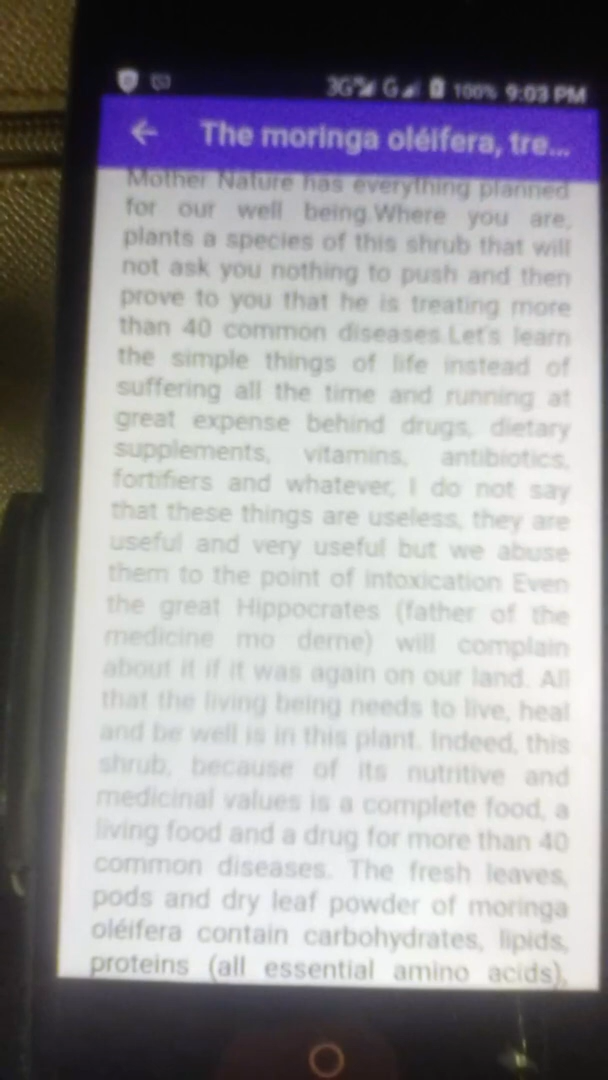 3G G 100% 9:03 PM
← The moringa oléifera, tre...
Mother Nature has everything planned
for our well being.Where you are,
plants a species of this shrub that will
not ask you nothing to push and then
prove to you that he is treating more
than 40 common diseases.Let's learn
the simple things of life instead of
suffering all the time and running at
great expense behind drugs, dietary
supplements, vitamins, antibiotics,
fortifiers and whatever, I do not say
that these things are useless, they are
useful and very useful but we abuse
them to the point of intoxication Even
the great Hippocrates (father of the
medicine mo derne) will complain
about it if it was again on our land. All
that the living being needs to live, heal
and be well is in this plant. Indeed, this
shrub, because of its nutritive and
medicinal values is a complete food, a
living food and a drug for more than 40
common diseases. The fresh leaves,
pods and dry leaf powder of moringa
oléifera contain carbohydrates, lipids,
proteins (all essential amino acids),